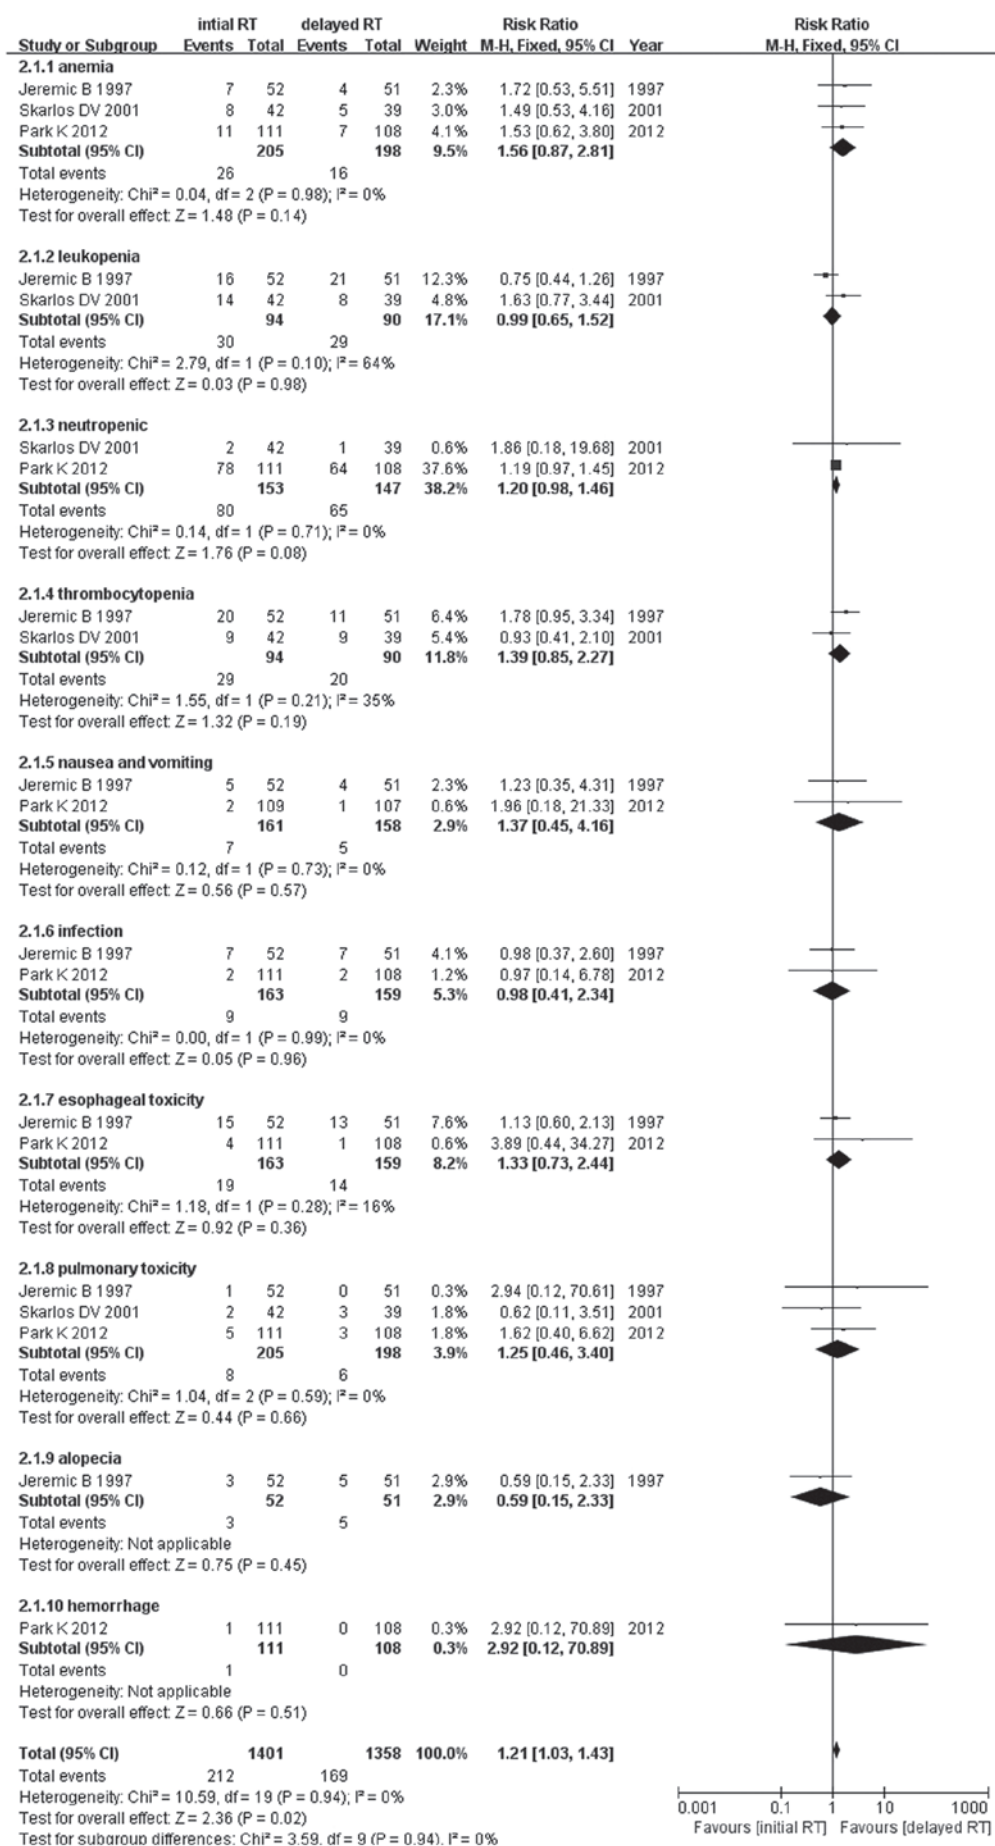 intial RT delayed RT Risk Ratio Risk Ratio
Study or Subgroup Events Total Events Total Weight M-H, Fixed, 95% CI Year M-H, Fixed, 95% CI
2.1.1 anemia
Jeremic B 1997 7 52 4 51 2.3% 1.72 [0.53, 5.51] 1997
Skarlos DV 2001 8 42 5 39 3.0% 1.49 [0.53, 4.16] 2001
Park K 2012 11 111 7 108 4.1% 1.53 [0.62, 3.80] 2012
Subtotal (95% CI) 205 198 9.5% 1.56 [0.87, 2.81]
Total events 26 16
Heterogeneity: Chi² = 0.04, df = 2 (P = 0.98); I² = 0%
Test for overall effect: Z = 1.48 (P = 0.14)
2.1.2 leukopenia
Jeremic B 1997 16 52 21 51 12.3% 0.75 [0.44, 1.26] 1997
Skarlos DV 2001 14 42 8 39 4.8% 1.63 [0.77, 3.44] 2001
Subtotal (95% CI) 94 90 17.1% 0.99 [0.65, 1.52]
Total events 30 29
Heterogeneity: Chi² = 2.79, df = 1 (P = 0.10); I² = 64%
Test for overall effect: Z = 0.03 (P = 0.98)
2.1.3 neutropenic
Skarlos DV 2001 2 42 1 39 0.6% 1.86 [0.18, 19.68] 2001
Park K 2012 78 111 64 108 37.6% 1.19 [0.97, 1.45] 2012
Subtotal (95% CI) 153 147 38.2% 1.20 [0.98, 1.46]
Total events 80 65
Heterogeneity: Chi² = 0.14, df = 1 (P = 0.71); I² = 0%
Test for overall effect: Z = 1.76 (P = 0.08)
2.1.4 thrombocytopenia
Jeremic B 1997 20 52 11 51 6.4% 1.78 [0.95, 3.34] 1997
Skarlos DV 2001 9 42 9 39 5.4% 0.93 [0.41, 2.10] 2001
Subtotal (95% CI) 94 90 11.8% 1.39 [0.85, 2.27]
Total events 29 20
Heterogeneity: Chi² = 1.55, df = 1 (P = 0.21); I² = 35%
Test for overall effect: Z = 1.32 (P = 0.19)
2.1.5 nausea and vomiting
Jeremic B 1997 5 52 4 51 2.3% 1.23 [0.35, 4.31] 1997
Park K 2012 2 109 1 107 0.6% 1.96 [0.18, 21.33] 2012
Subtotal (95% CI) 161 158 2.9% 1.37 [0.45, 4.16]
Total events 7 5
Heterogeneity: Chi² = 0.12, df = 1 (P = 0.73); I² = 0%
Test for overall effect: Z = 0.56 (P = 0.57)
2.1.6 infection
Jeremic B 1997 7 52 7 51 4.1% 0.98 [0.37, 2.60] 1997
Park K 2012 2 111 2 108 1.2% 0.97 [0.14, 6.78] 2012
Subtotal (95% CI) 163 159 5.3% 0.98 [0.41, 2.34]
Total events 9 9
Heterogeneity: Chi² = 0.00, df = 1 (P = 0.99); I² = 0%
Test for overall effect: Z = 0.05 (P = 0.96)
2.1.7 esophageal toxicity
Jeremic B 1997 15 52 13 51 7.6% 1.13 [0.60, 2.13] 1997
Park K 2012 4 111 1 108 0.6% 3.89 [0.44, 34.27] 2012
Subtotal (95% CI) 163 159 8.2% 1.33 [0.73, 2.44]
Total events 19 14
Heterogeneity: Chi² = 1.18, df = 1 (P = 0.28); I² = 16%
Test for overall effect: Z = 0.92 (P = 0.36)
2.1.8 pulmonary toxicity
Jeremic B 1997 1 52 0 51 0.3% 2.94 [0.12, 70.61] 1997
Skarlos DV 2001 2 42 3 39 1.8% 0.62 [0.11, 3.51] 2001
Park K 2012 5 111 3 108 1.8% 1.62 [0.40, 6.62] 2012
Subtotal (95% CI) 205 198 3.9% 1.25 [0.46, 3.40]
Total events 8 6
Heterogeneity: Chi² = 1.04, df = 2 (P = 0.59); I² = 0%
Test for overall effect: Z = 0.44 (P = 0.66)
2.1.9 alopecia
Jeremic B 1997 3 52 5 51 2.9% 0.59 [0.15, 2.33] 1997
Subtotal (95% CI) 52 51 2.9% 0.59 [0.15, 2.33]
Total events 3 5
Heterogeneity: Not applicable
Test for overall effect: Z = 0.75 (P = 0.45)
2.1.10 hemorrhage
Park K 2012 1 111 0 108 0.3% 2.92 [0.12, 70.89] 2012
Subtotal (95% CI) 111 108 0.3% 2.92 [0.12, 70.89]
Total events 1 0
Heterogeneity: Not applicable
Test for overall effect: Z = 0.66 (P = 0.51)
Total (95% CI) 1401 1358 100.0% 1.21 [1.03, 1.43]
Total events 212 169
Heterogeneity: Chi² = 10.59, df = 19 (P = 0.94); I² = 0%
Test for overall effect: Z = 2.36 (P = 0.02)
Test for subgroup differences: Chi² = 3.59, df = 9 (P = 0.94), I² = 0%
0.001 0.1 1 10 1000
Favours [initial RT] Favours [delayed RT]